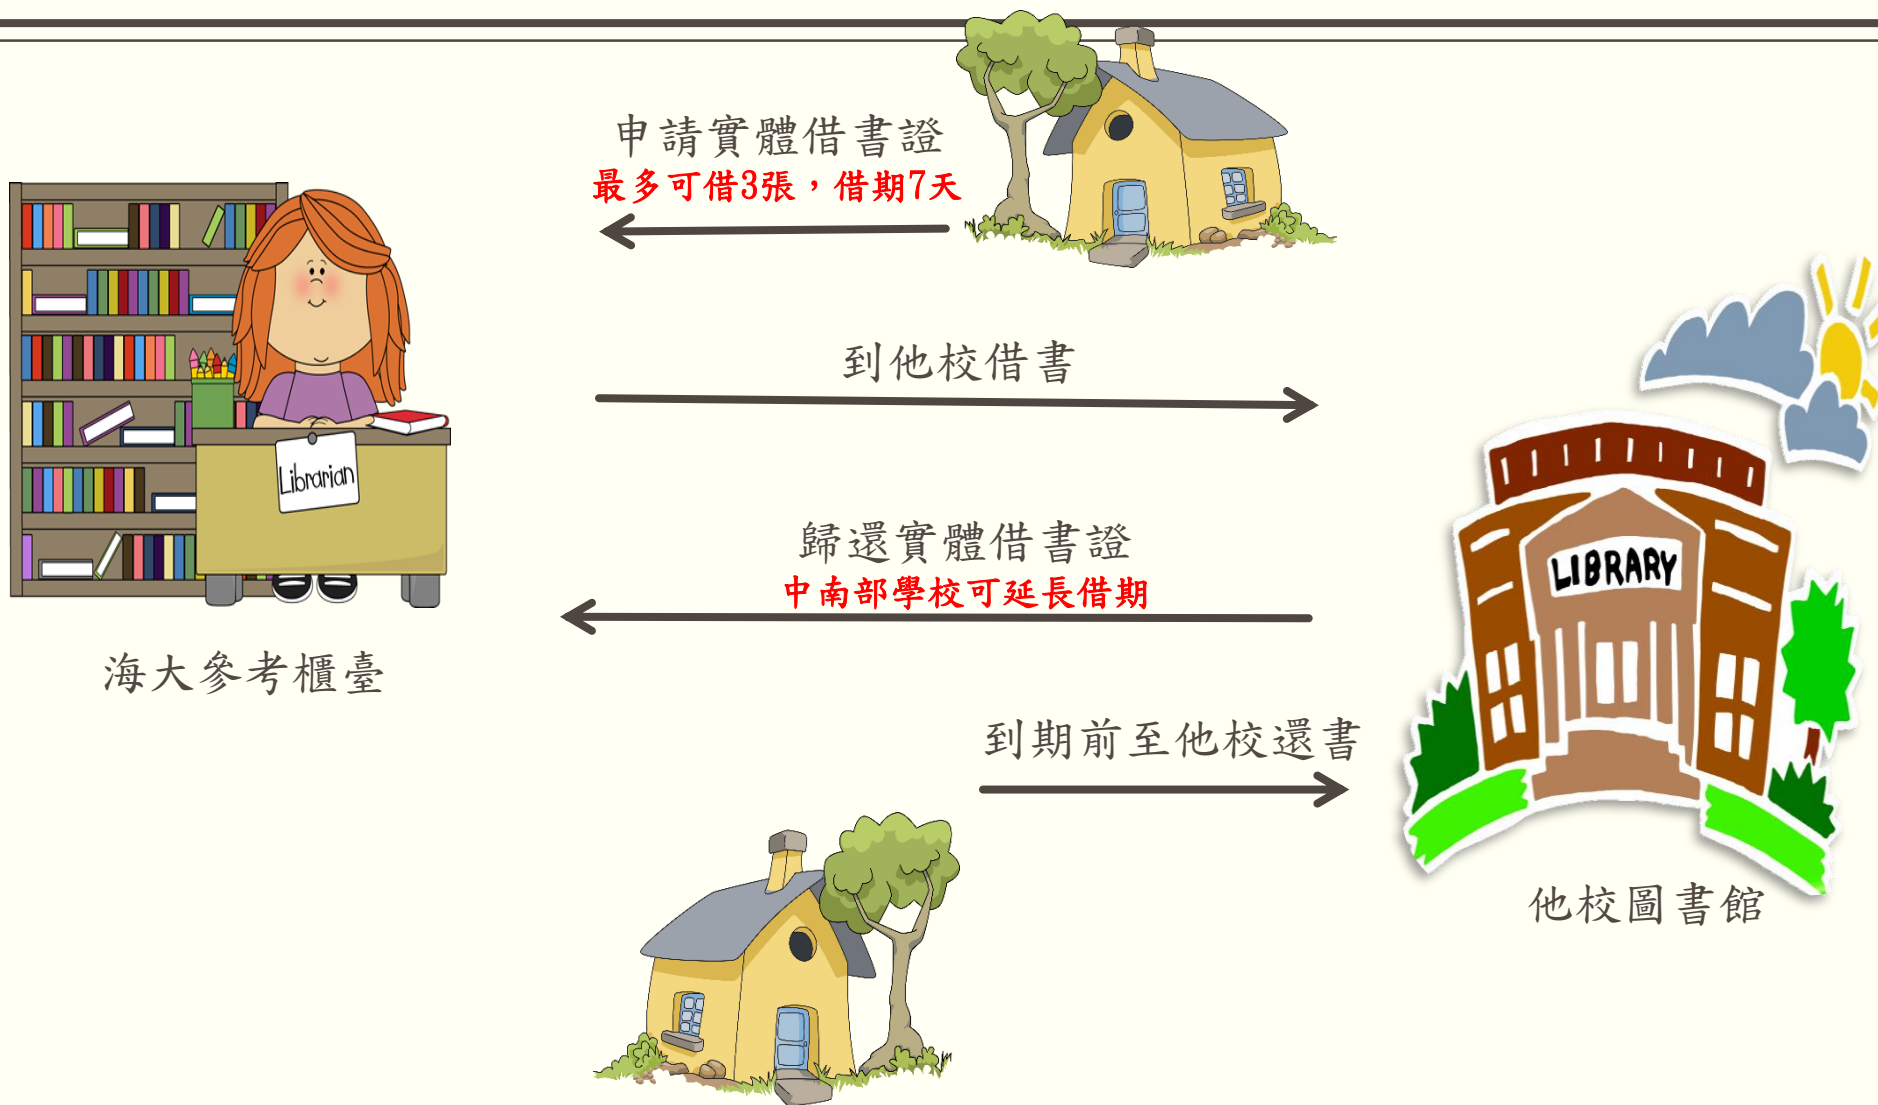 申請實體借書證
最多可借3張，借期7天
到他校借書
Librarian
歸還實體借書證
中南部學校可延長借期
LIBRARY
海大參考櫃臺
到期前至他校還書
他校圖書館